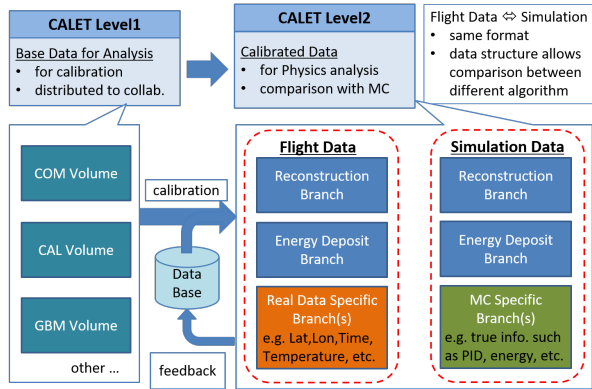 CALET Level1
Base Data for Analysis
• for calibration
• distributed to collab.
CALET Level2
Calibrated Data
• for Physics analysis
• comparison with MC
Flight Data ⇔ Simulation
• same format
• data structure allows
comparison between
different algorithm
COM Volume
CAL Volume
GBM Volume
other ...
calibration
Data
Base
feedback
Flight Data
Reconstruction
Branch
Energy Deposit
Branch
Real Data Specific
Branch(s)
e.g. Lat,Lon,Time,
Temperature, etc.
Simulation Data
Reconstruction
Branch
Energy Deposit
Branch
MC Specific
Branch(s)
e.g. true info. such
as PID, energy, etc.